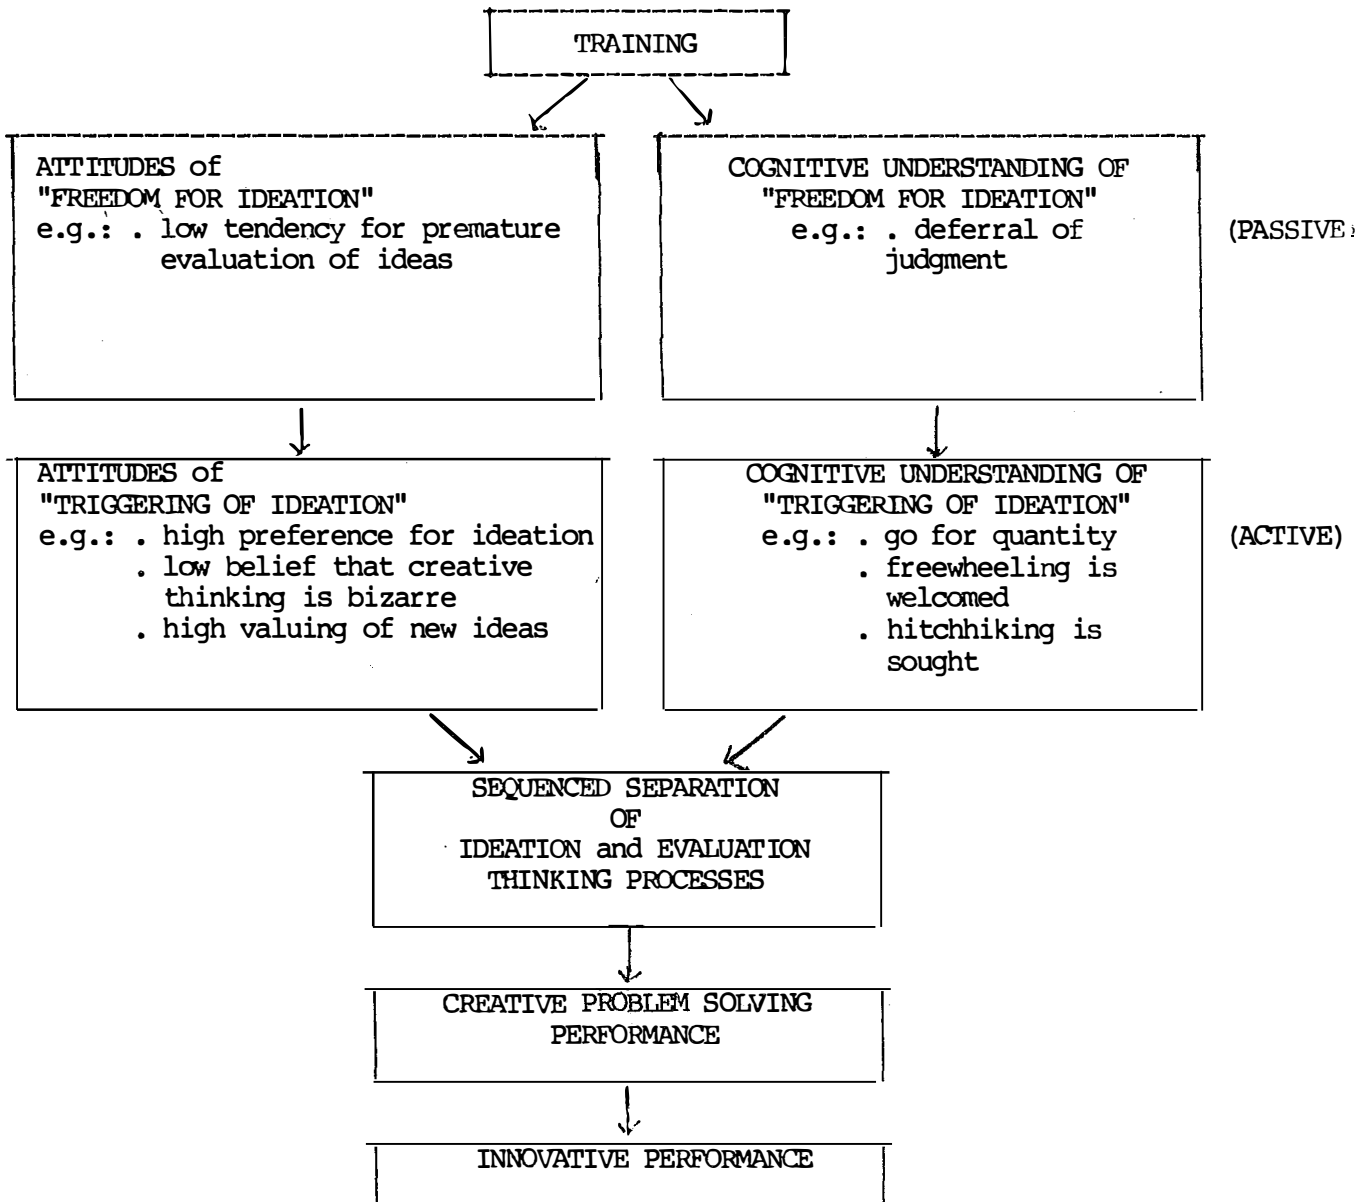 TRAINING
ATTITUDES of
"FREEDOM FOR IDEATION"
e.g.: . low tendency for premature
evaluation of ideas
COGNITIVE UNDERSTANDING OF
"FREEDOM FOR IDEATION"
e.g.: . deferral of
judgment
(PASSIVE)
ATTITUDES of
"TRIGGERING OF IDEATION"
e.g.: . high preference for ideation
. low belief that creative
thinking is bizarre
. high valuing of new ideas
COGNITIVE UNDERSTANDING OF
"TRIGGERING OF IDEATION"
e.g.: . go for quantity
. freewheeling is
welcomed
. hitchhiking is
sought
(ACTIVE)
SEQUENCED SEPARATION
OF
IDEATION and EVALUATION
THINKING PROCESSES
CREATIVE PROBLEM SOLVING
PERFORMANCE
INNOVATIVE PERFORMANCE